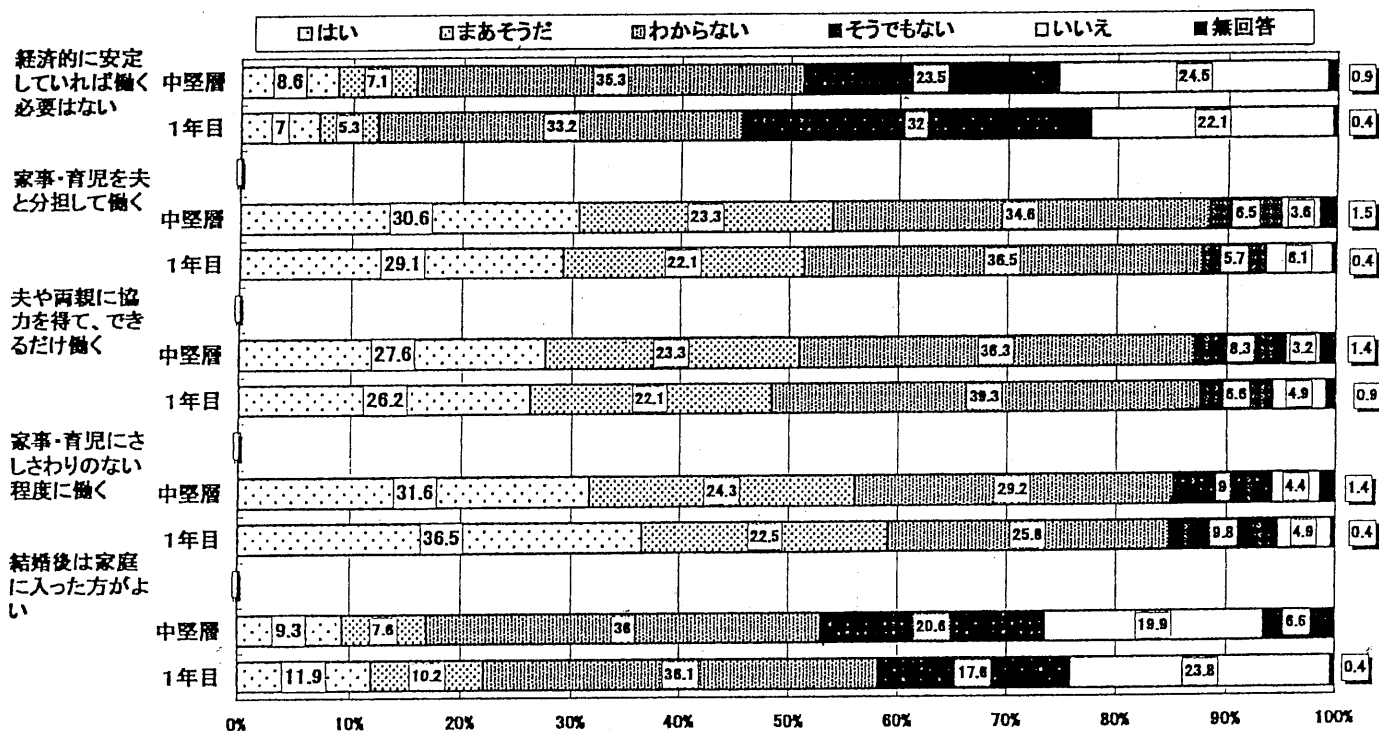 はい まあそうだ わからない そうでもない いいえ 無回答
経済的に安定
していれば働く
必要はない
中堅層 8.6 7.1 35.3 23.5 24.5 0.9
1年目 7 5.3 33.2 32 22.1 0.4
家事・育児を夫
と分担して働く
中堅層 30.6 23.3 34.6 6.5 3.6 1.5
1年目 29.1 22.1 36.5 5.7 6.1 0.4
夫や両親に協
力を得て、でき
るだけ働く
中堅層 27.6 23.3 36.3 8.3 3.2 1.4
1年目 26.2 22.1 39.3 6.6 4.9 0.9
家事・育児にさ
しさわりのない
程度に働く
中堅層 31.6 24.3 29.2 9 4.4 1.4
1年目 36.5 22.5 25.8 9.8 4.9 0.4
結婚後は家庭
に入った方がよ
い
中堅層 9.3 7.6 36 20.6 19.9 6.6
1年目 11.9 10.2 36.1 17.6 23.8 0.4
0% 10% 20% 30% 40% 50% 60% 70% 80% 90% 100%